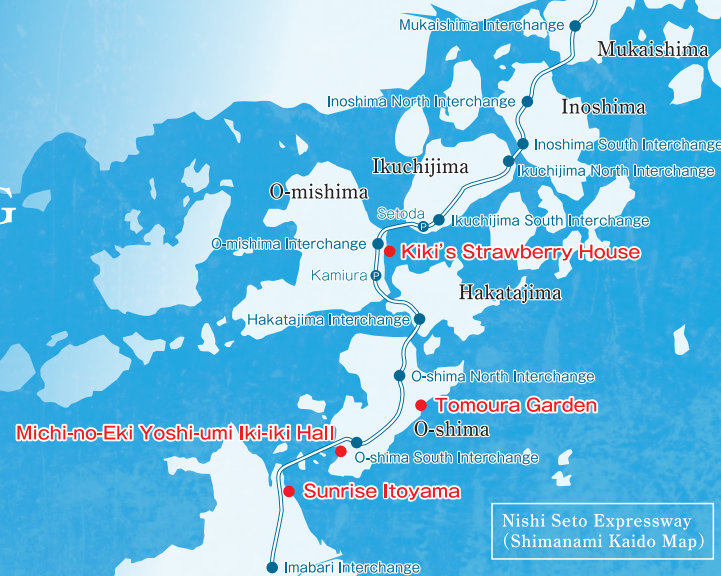 Mukaishima Interchange
Mukaishima
Inoshima North Interchange
Inoshima
Inoshima South Interchange
Ikuchijima
Ikuchijima North Interchange
O-mishima
G
Setoda
P
Ikuchijima South Interchange
O-mishima Interchange
Kiki's Strawberry House
Kamiura
P
Hakatajima
Hakatajima Interchange
O-shima North Interchange
Tomoura Garden
O-shima
Michi-no-Eki Yoshi-umi Iki-iki Hall
O-shima South Interchange
Sunrise Itoyama
Nishi Seto Expressway
(Shimanami Kaido Map)
Imabari Interchange